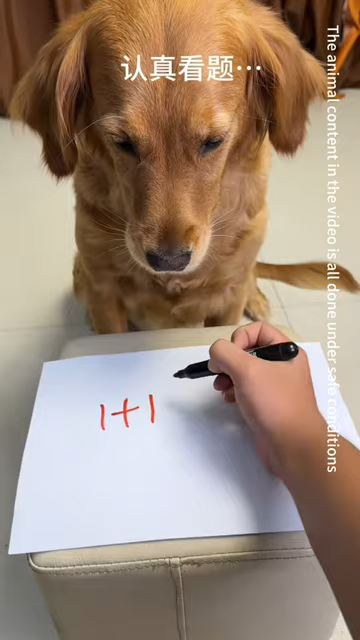 认真看题…
The animal content in the video is all done under safe conditions
1+1